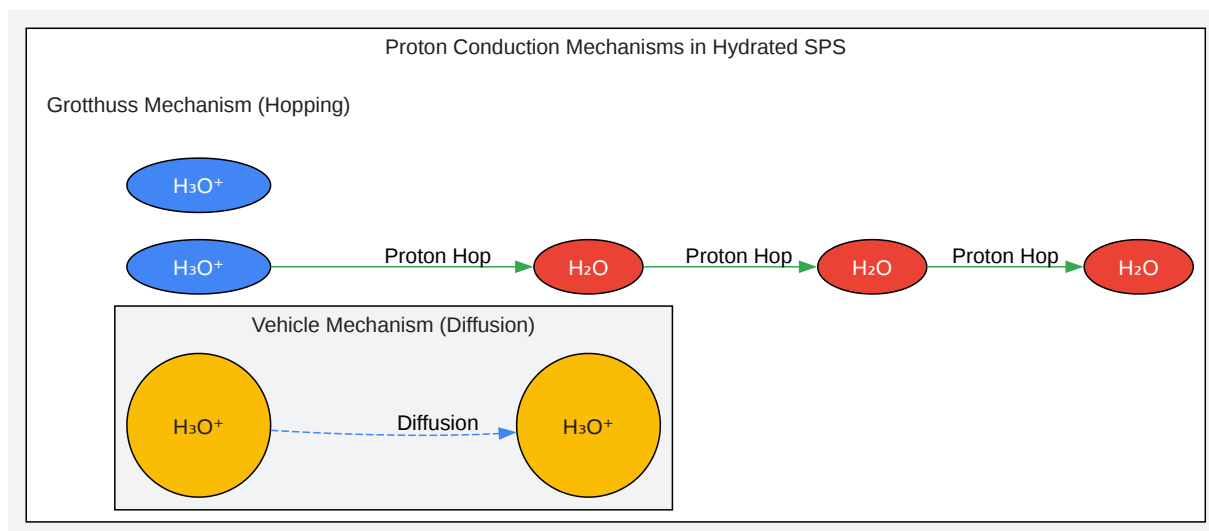 Proton Conduction Mechanisms in Hydrated SPS
Grotthuss Mechanism (Hopping)
H₃O⁺
H₃O⁺
Proton Hop
H₂O
Proton Hop
H₂O
Proton Hop
H₂O
Vehicle Mechanism (Diffusion)
H₃O⁺
Diffusion
H₃O⁺